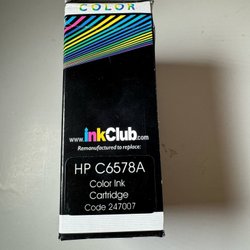 COLOR
www.inkClub.com
Remanufactured to replace:
HP C6578A
Color Ink
Cartridge
Code 247007